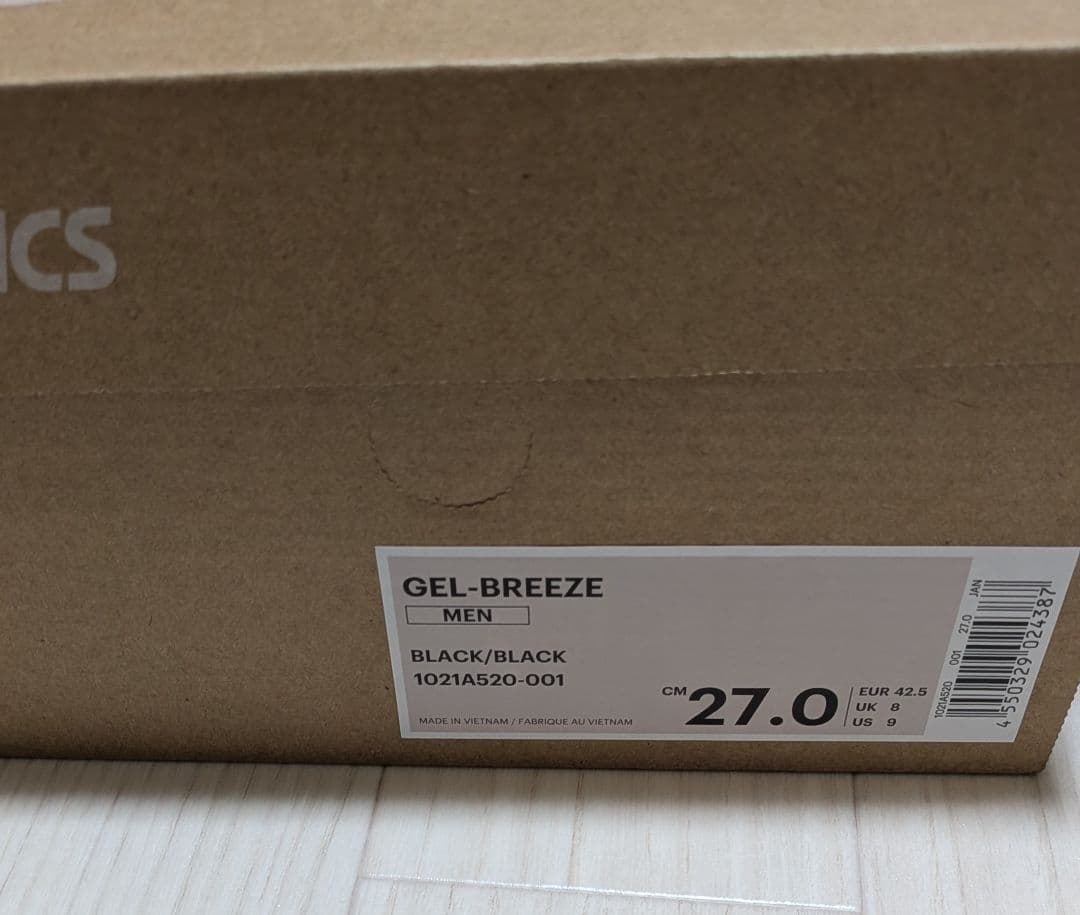 ICS
GEL-BREEZE
MEN
BLACK/BLACK
1021A520-001
MADE IN VIETNAM / FABRIQUE AU VIETNAM
CM 27.0
EUR 42.5
UK 8
US 9
1021A520 001 27.0 JAN
4550329024387